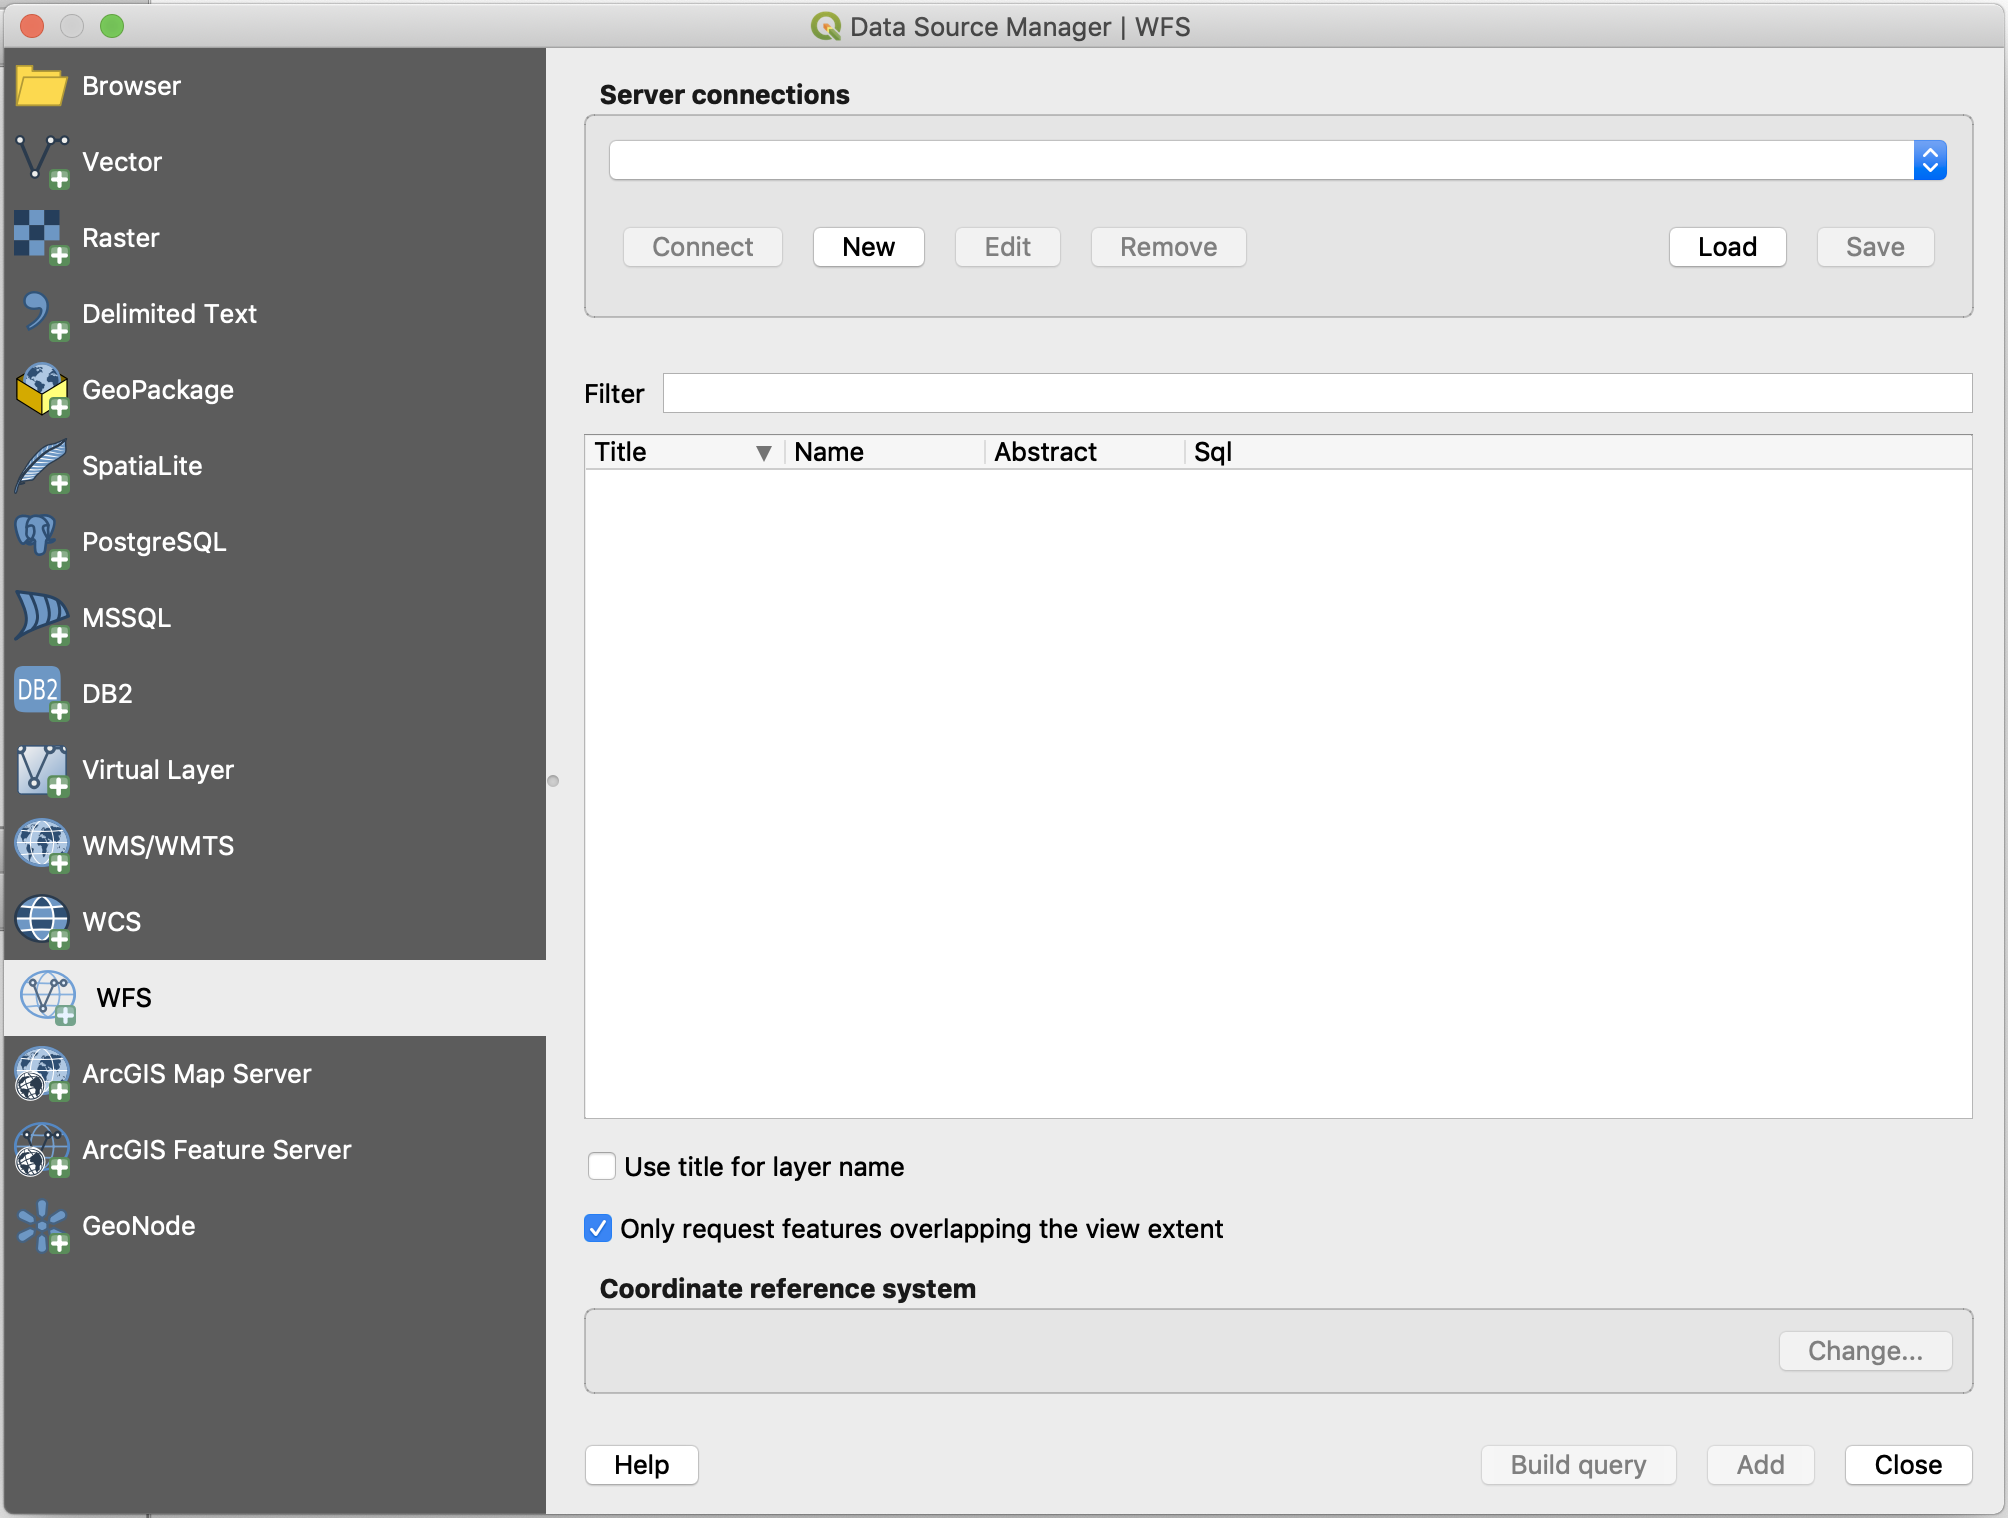 Data Source Manager | WFS
Browser
Vector
Raster
Delimited Text
GeoPackage
SpatiaLite
PostgreSQL
MSSQL
DB2
DB2
Virtual Layer
WMS/WMTS
WCS
WFS
ArcGIS Map Server
ArcGIS Feature Server
GeoNode
Server connections
Connect New Edit Remove Load Save
Filter
Title Name Abstract Sql
Use title for layer name
Only request features overlapping the view extent
Coordinate reference system
Change...
Help Build query Add Close